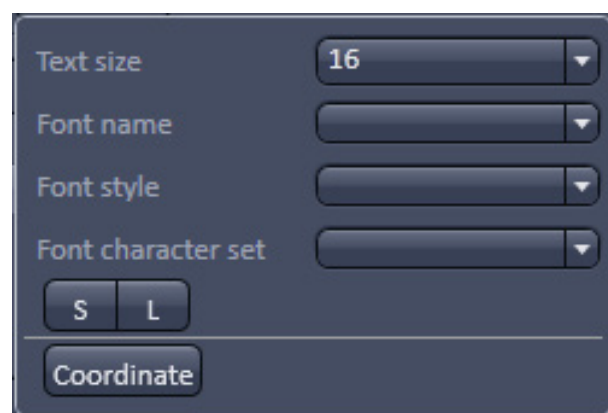 Text size 16
Font name
Font style
Font character set
S L
Coordinate